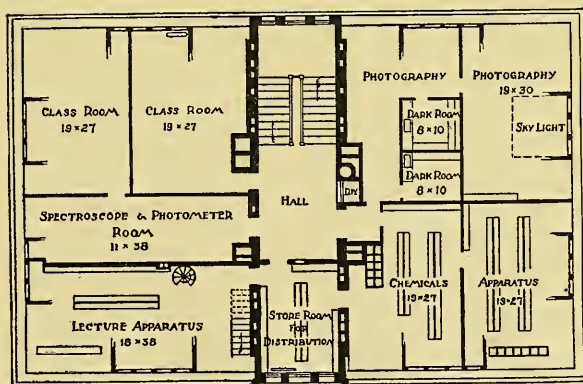 CLASS ROOM
19×27
CLASS ROOM
19×27
PHOTOGRAPHY
PHOTOGRAPHY
19×30
DARK ROOM
8×10
SKY LIGHT
DARK ROOM
8×10
HALL
SPECTROSCOPE & PHOTOMETER
ROOM
11×38
LECTURE APPARATUS
18×38
STORE ROOM
FOR
DISTRIBUTION
CHEMICALS
19×27
APPARATUS
19×27